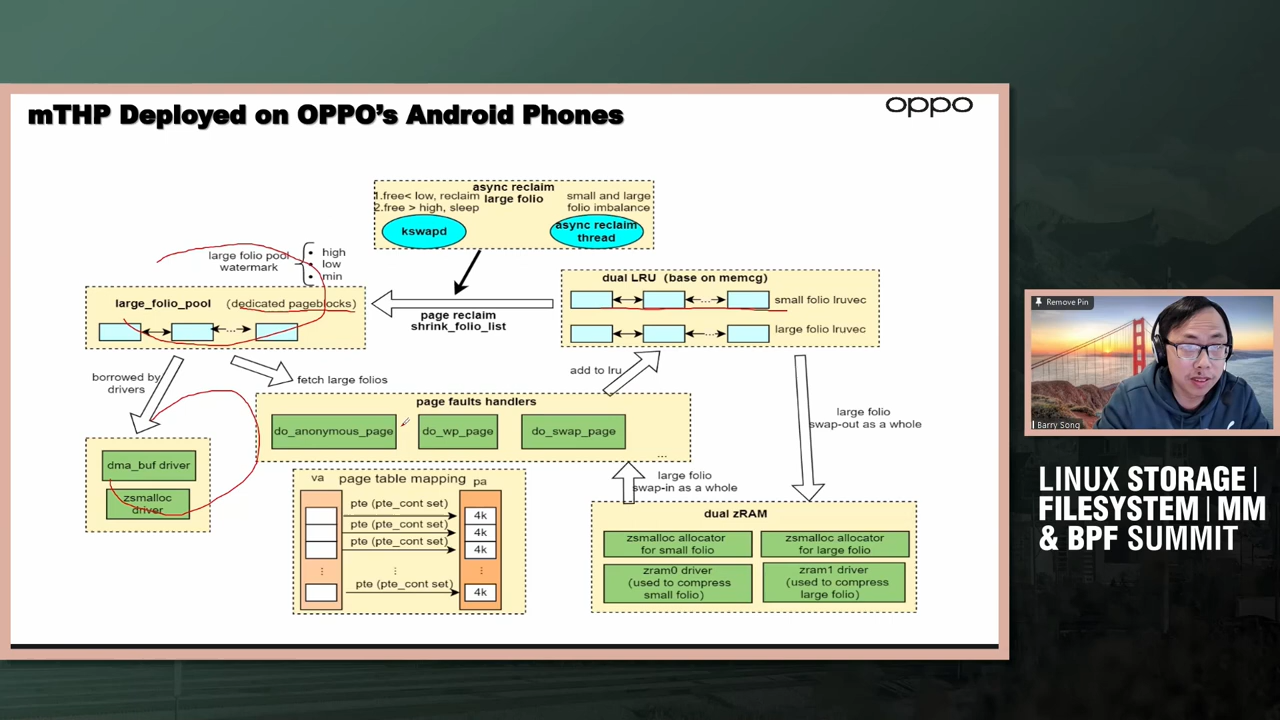 mTHP Deployed on OPPO's Android Phones
oppo
async reclaim
large folio
1.free< low, reclaim
2.free > high, sleep
small and large
folio imbalance
kswapd
async reclaim
thread
large folio pool
watermark
• high
• low
• min
large_folio_pool (dedicated pageblocks)
page reclaim
shrink_folio_list
dual LRU (base on memcg)
small folio lruvec
large folio lruvec
borrowed by
drivers
fetch large folios
add to lru
large folio
swap-out as a whole
page faults handlers
do_anonymous_page
do_wp_page
do_swap_page
...
dma_buf driver
zsmalloc
driver
va page table mapping pa
pte (pte_cont set)
4k
pte (pte_cont set)
4k
pte (pte_cont set)
4k
pte (pte_cont set)
4k
large folio
swap-in as a whole
dual zRAM
zsmalloc allocator
for small folio
zsmalloc allocator
for large folio
zram0 driver
(used to compress
small folio)
zram1 driver
(used to compress
large folio)
Remove Pin
Barry Song
LINUX STORAGE |
FILESYSTEM | MM
& BPF SUMMIT